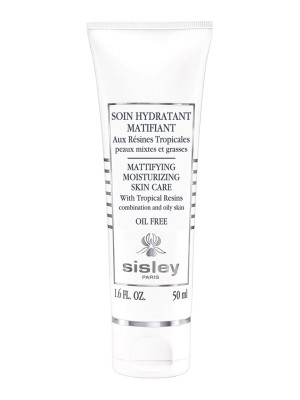 SOIN HYDRATANT
MATIFIANT
Aux Résines Tropicales
peaux mixtes et grasses
MATTIFYING
MOISTURIZING
SKIN CARE
With Tropical Resins
combination and oily skin
OIL FREE
sisley
PARIS
1.6 FL. OZ. 50 ml